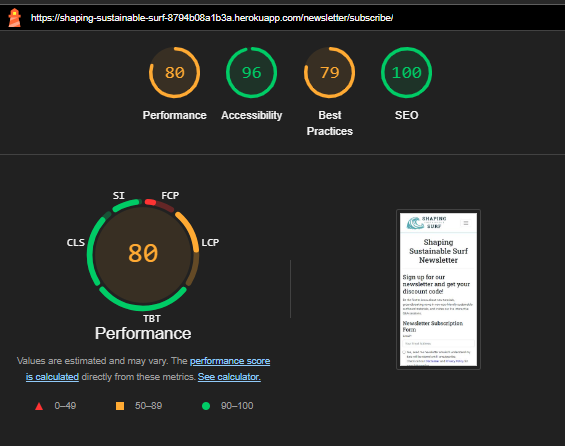 https://shaping-sustainable-surf-8794b08a1b3a.herokuapp.com/newsletter/subscribe/
80
96
79
100
Performance
Accessibility
Best
Practices
SEO
SI
FCP
CLS
LCP
80
TBT
Performance
Values are estimated and may vary. The performance score
is calculated directly from these metrics. See calculator.
0–49
50–89
90–100
SHAPING
SURF
Shaping
Sustainable Surf
Newsletter
Sign up for our
newsletter and get your
discount code!
Newsletter Subscription
Form